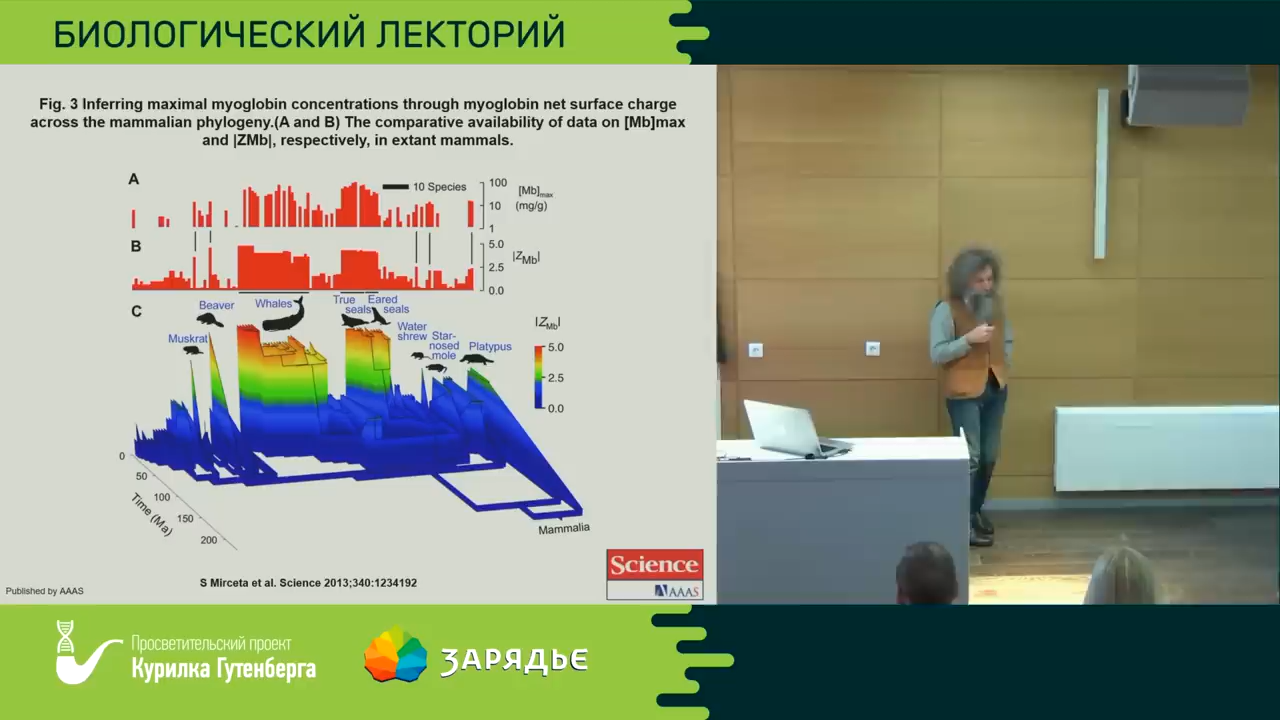 БИОЛОГИЧЕСКИЙ ЛЕКТОРИЙ
Fig. 3 Inferring maximal myoglobin concentrations through myoglobin net surface charge
across the mammalian phylogeny.(A and B) The comparative availability of data on [Mb]max
and |ZMb|, respectively, in extant mammals.
A
10 Species
100
10
1
[Mb]max
(mg/g)
B
5.0
2.5
0.0
|ZMb|
C
Beaver
Whales
True
seals
Eared
seals
Muskrat
Water
shrew
Star-
nosed
mole
Platypus
|ZMb|
5.0
2.5
0.0
0
50
100
150
200
Time (Ma)
Mammalia
S Mirceta et al. Science 2013;340:1234192
Published by AAAS
Science
AAAS
Просветительский проект
Курилка Гутенберга
ЗАРЯДЬЕ